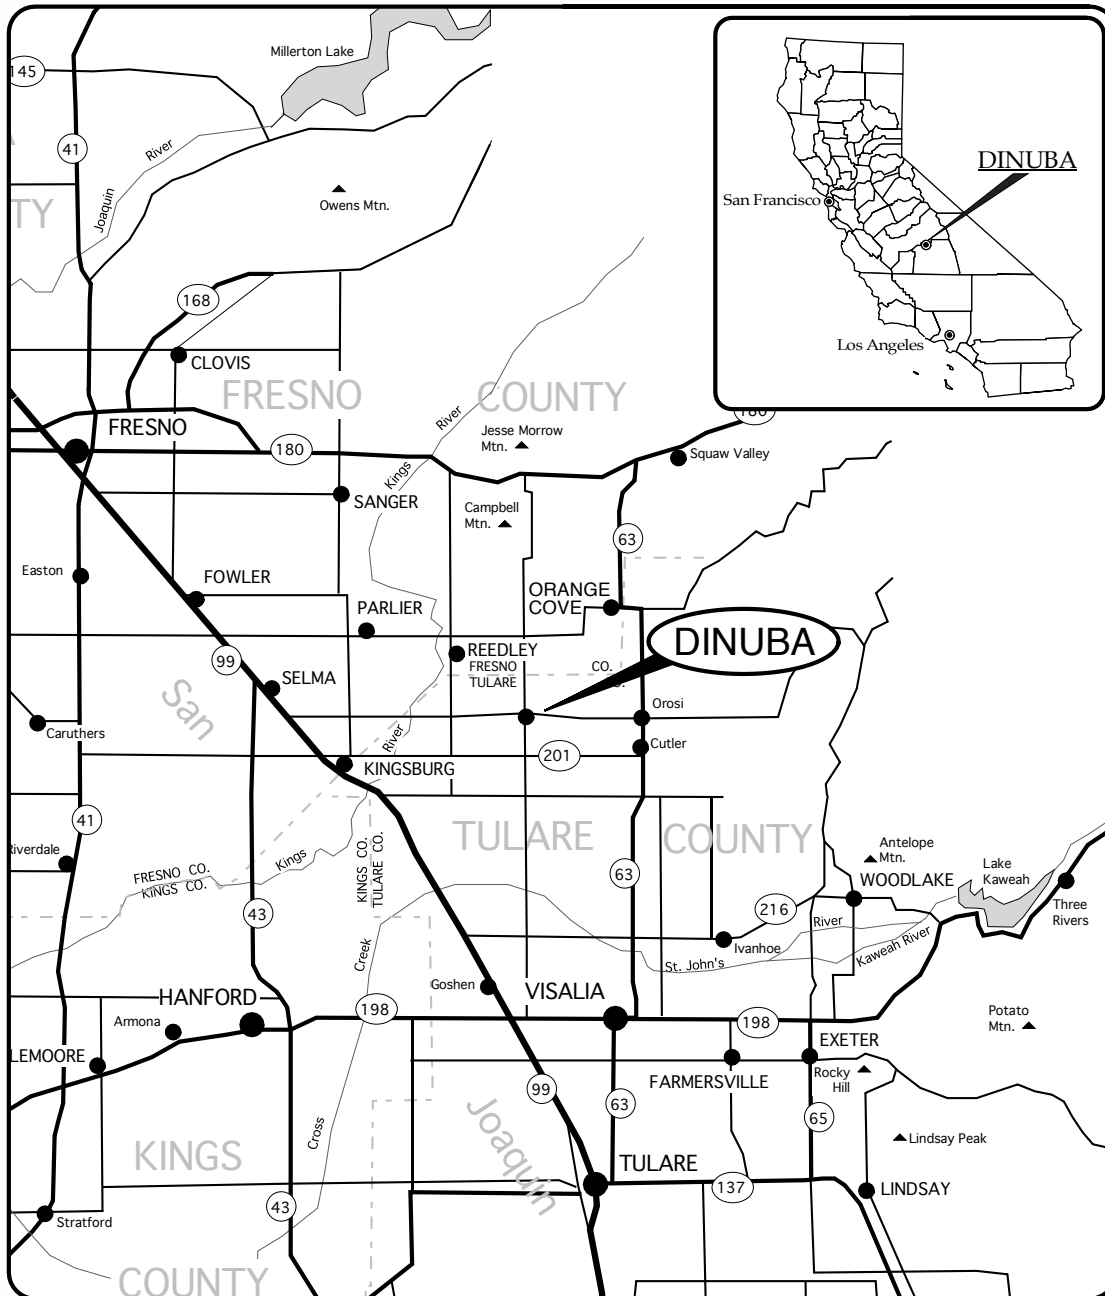 Millerton Lake
145
41
River
Joaquin
TY
Owens Mtn.
168
DINUBA
San Francisco
Los Angeles
CLOVIS
FRESNO
COUNTY
180
River
Jesse Morrow
Mtn.
FRESNO
180
Squaw Valley
Kings
SANGER
Campbell
Mtn.
63
Easton
FOWLER
ORANGE
COVE
PARLIER
DINUBA
REEDLEY
FRESNO
TULARE
CO.
CO.
99
SELMA
San
Orosi
Caruthers
River
Cutler
201
KINGSBURG
41
TULARE
COUNTY
Riverdale
FRESNO CO.
KINGS CO.
Kings
KINGS CO.
TULARE CO.
63
Antelope
Mtn.
Lake
Kaweah
WOODLAKE
Three
Rivers
43
216
River
Kaweah River
Ivanhoe
St. John's
Creek
Goshen
VISALIA
HANFORD
198
198
Armona
Potato
Mtn.
LEMOORE
EXETER
Rocky
Hill
FARMERSVILLE
99
63
65
Cross
Joaquin
Lindsay Peak
KINGS
TULARE
137
LINDSAY
43
Stratford
COUNTY